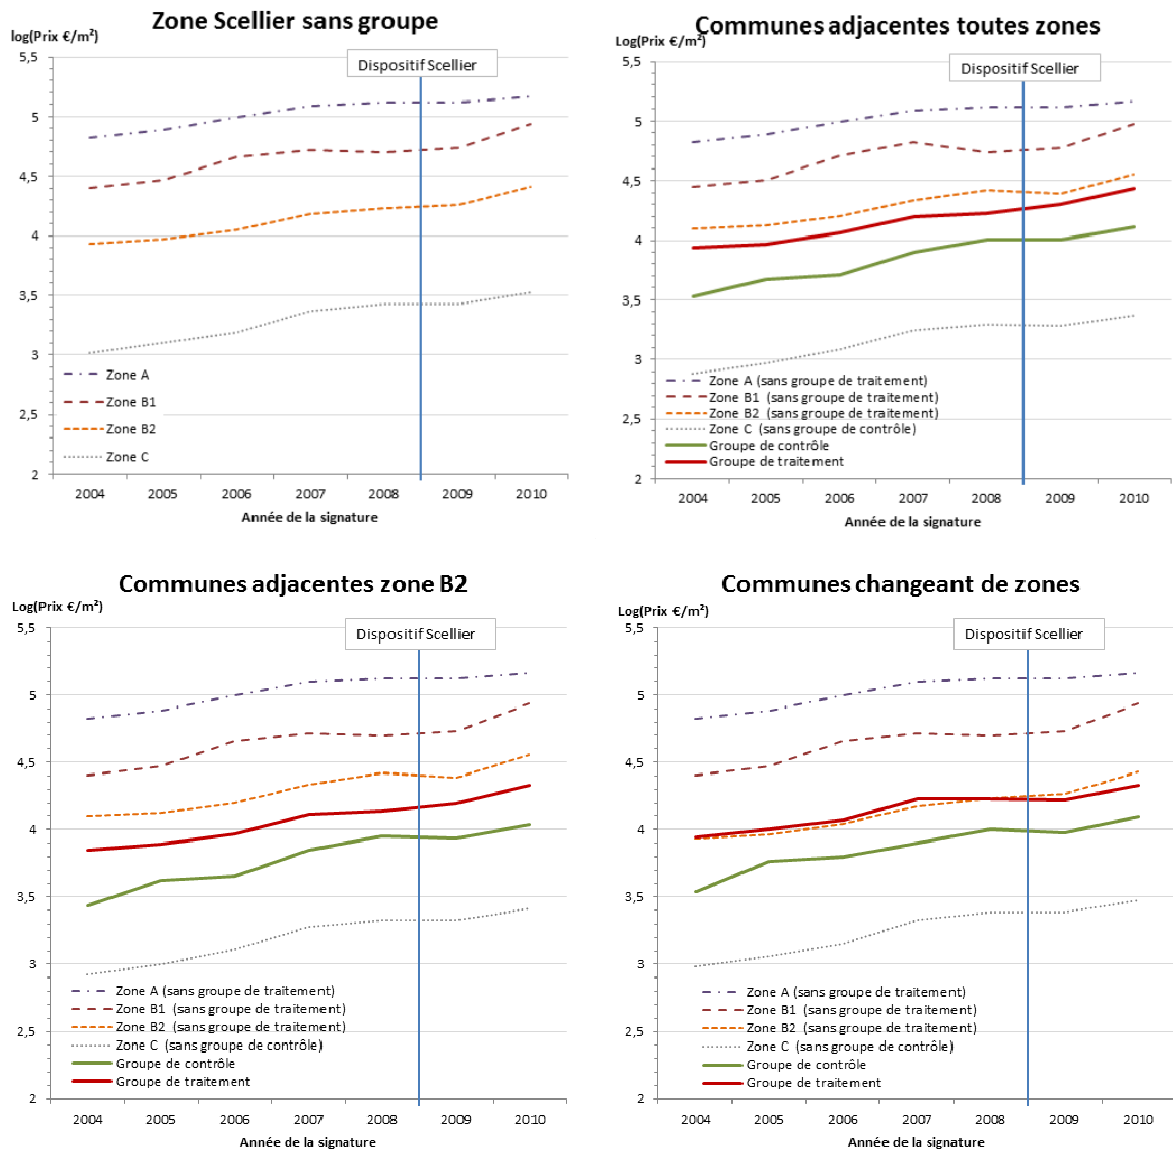 Zone Scellier sans groupe
log(Prix €/m²)
5,5
5
4,5
4
3,5
3
2,5
2
Dispositif Scellier
Zone A
Zone B1
Zone B2
Zone C
2004 2005 2006 2007 2008 2009 2010
Année de la signature
Communes adjacentes toutes zones
Log(Prix €/m²)
5,5
5
4,5
4
3,5
3
2,5
2
Dispositif Scellier
Zone A (sans groupe de traitement)
Zone B1 (sans groupe de traitement)
Zone B2 (sans groupe de traitement)
Zone C (sans groupe de contrôle)
Groupe de contrôle
Groupe de traitement
2004 2005 2006 2007 2008 2009 2010
Année de la signature
Communes adjacentes zone B2
Log(Prix €/m²)
5,5
5
4,5
4
3,5
3
2,5
2
Dispositif Scellier
Zone A (sans groupe de traitement)
Zone B1 (sans groupe de traitement)
Zone B2 (sans groupe de traitement)
Zone C (sans groupe de contrôle)
Groupe de contrôle
Groupe de traitement
2004 2005 2006 2007 2008 2009 2010
Année de la signature
Communes changeant de zones
Log(Prix €/m²)
5,5
5
4,5
4
3,5
3
2,5
2
Dispositif Scellier
Zone A (sans groupe de traitement)
Zone B1 (sans groupe de traitement)
Zone B2 (sans groupe de traitement)
Zone C (sans groupe de contrôle)
Groupe de contrôle
Groupe de traitement
2004 2005 2006 2007 2008 2009 2010
Année de la signature